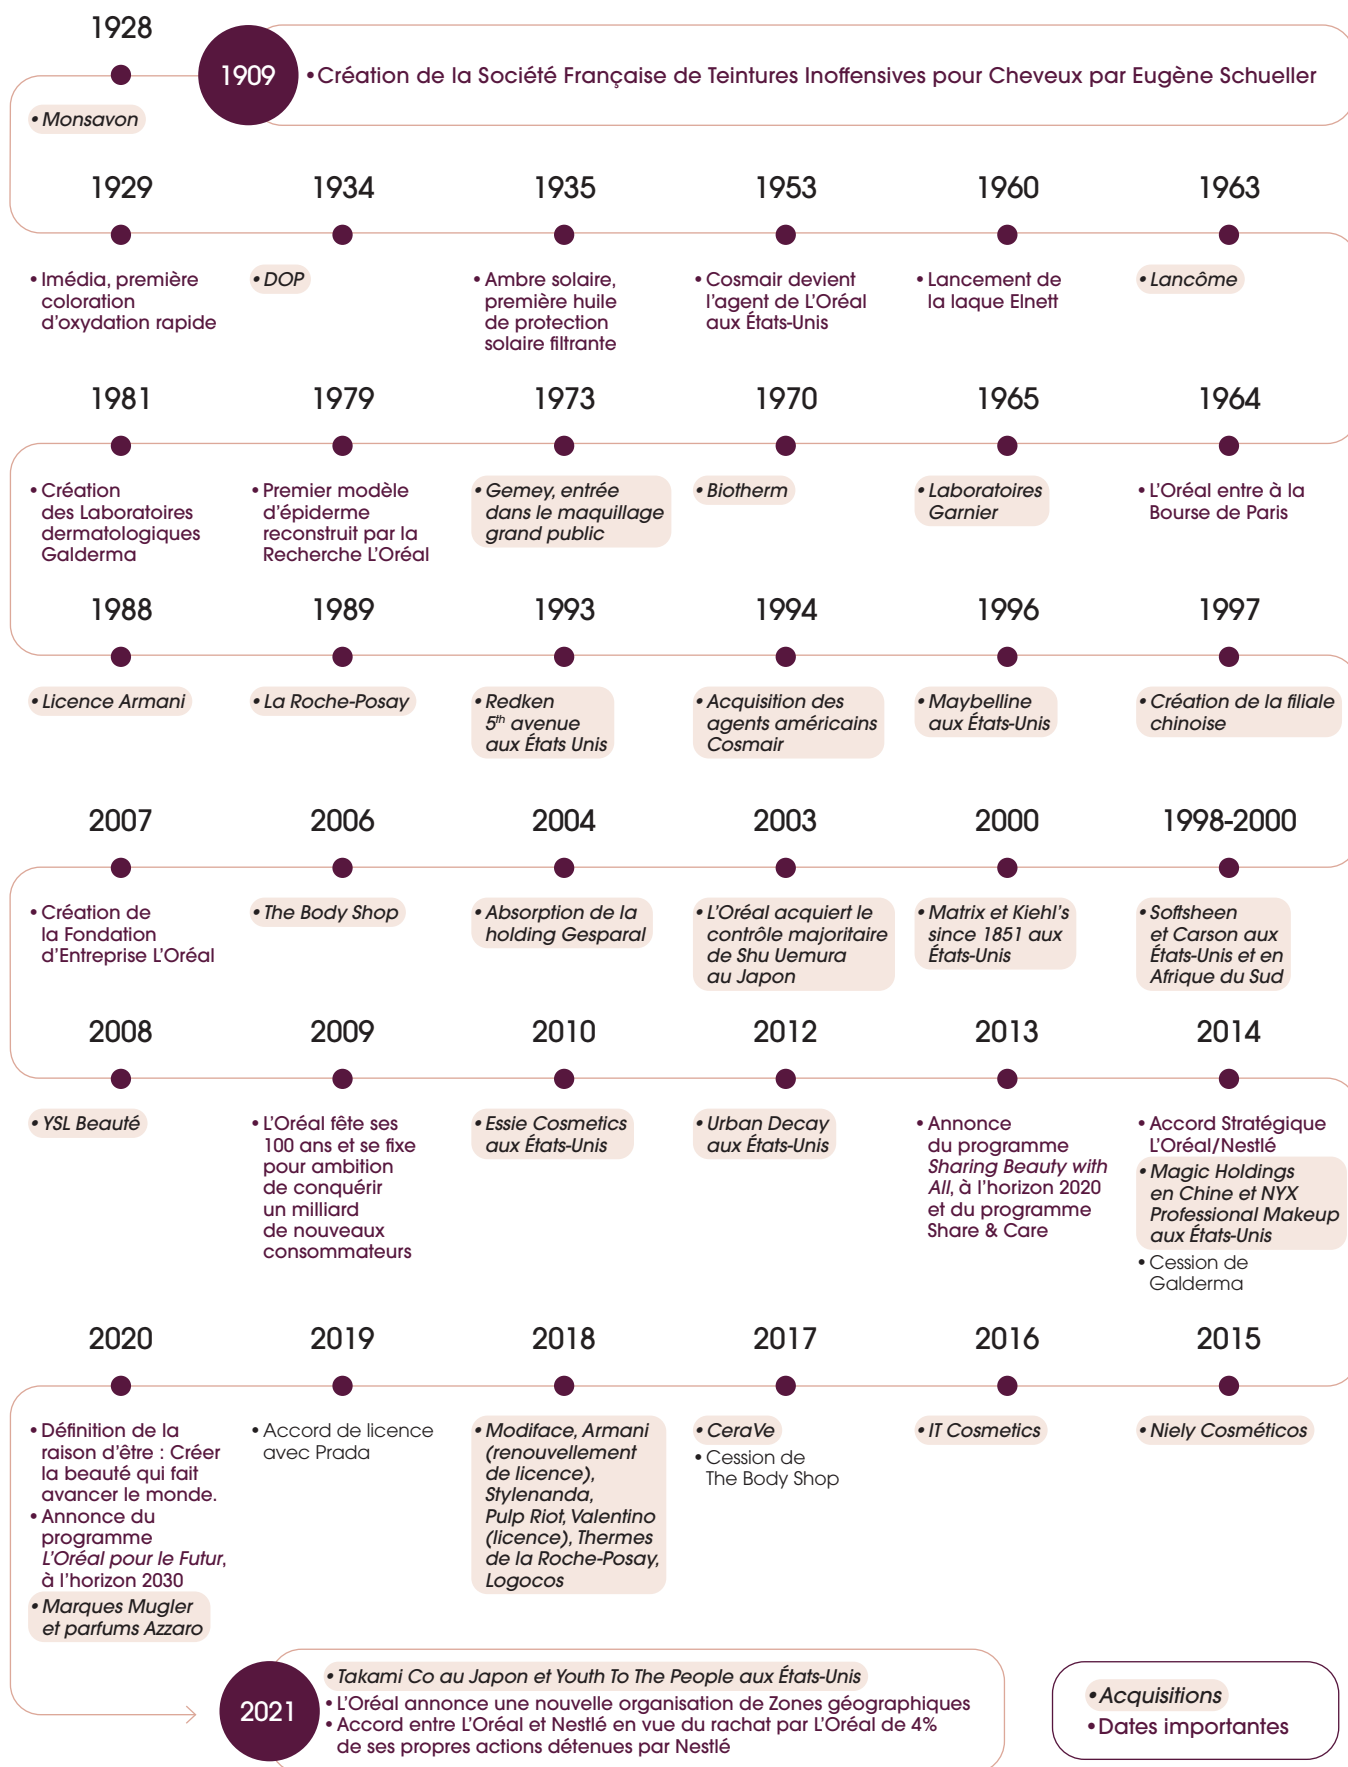 1928
1909
• Création de la Société Française de Teintures Inoffensives pour Cheveux par Eugène Schueller
• Monsavon
1929
• Imédia, première
coloration
d'oxydation rapide
1934
• DOP
1935
• Ambre solaire,
première huile
de protection
solaire filtrante
1953
• Cosmair devient
l'agent de L'Oréal
aux États-Unis
1960
• Lancement de
la laque Elnett
1963
• Lancôme
1981
• Création
des Laboratoires
dermatologiques
Galderma
1979
• Premier modèle
d'épiderme
reconstruit par la
Recherche L'Oréal
1973
• Gemey, entrée
dans le maquillage
grand public
1970
• Biotherm
1965
• Laboratoires
Garnier
1964
• L'Oréal entre à la
Bourse de Paris
1988
• Licence Armani
1989
• La Roche-Posay
1993
• Redken
5th avenue
aux États Unis
1994
• Acquisition des
agents américains
Cosmair
1996
• Maybelline
aux États-Unis
1997
• Création de la filiale
chinoise
2007
• Création de
la Fondation
d'Entreprise L'Oréal
2006
• The Body Shop
2004
• Absorption de la
holding Gesparal
2003
• L'Oréal acquiert le
contrôle majoritaire
de Shu Uemura
au Japon
2000
• Matrix et Kiehl's
since 1851 aux
États-Unis
1998-2000
• Softsheen
et Carson aux
États-Unis et en
Afrique du Sud
2008
• YSL Beauté
2009
• L'Oréal fête ses
100 ans et se fixe
pour ambition
de conquérir
un milliard
de nouveaux
consommateurs
2010
• Essie Cosmetics
aux États-Unis
2012
• Urban Decay
aux États-Unis
2013
• Annonce
du programme
Sharing Beauty with
All, à l'horizon 2020
et du programme
Share & Care
2014
• Accord Stratégique
L'Oréal/Nestlé
• Magic Holdings
en Chine et NYX
Professional Makeup
aux États-Unis
• Cession de
Galderma
2020
• Définition de la
raison d'être : Créer
la beauté qui fait
avancer le monde.
• Annonce du
programme
L'Oréal pour le Futur,
à l'horizon 2030
• Marques Mugler
et parfums Azzaro
2019
• Accord de licence
avec Prada
2018
• Modiface, Armani
(renouvellement
de licence),
Stylenanda,
Pulp Riot, Valentino
(licence), Thermes
de la Roche-Posay,
Logocos
2017
• CeraVe
• Cession de
The Body Shop
2016
• IT Cosmetics
2015
• Niely Cosméticos
2021
• Takami Co au Japon et Youth To The People aux États-Unis
• L'Oréal annonce une nouvelle organisation de Zones géographiques
• Accord entre L'Oréal et Nestlé en vue du rachat par L'Oréal de 4%
de ses propres actions détenues par Nestlé
• Acquisitions
• Dates importantes